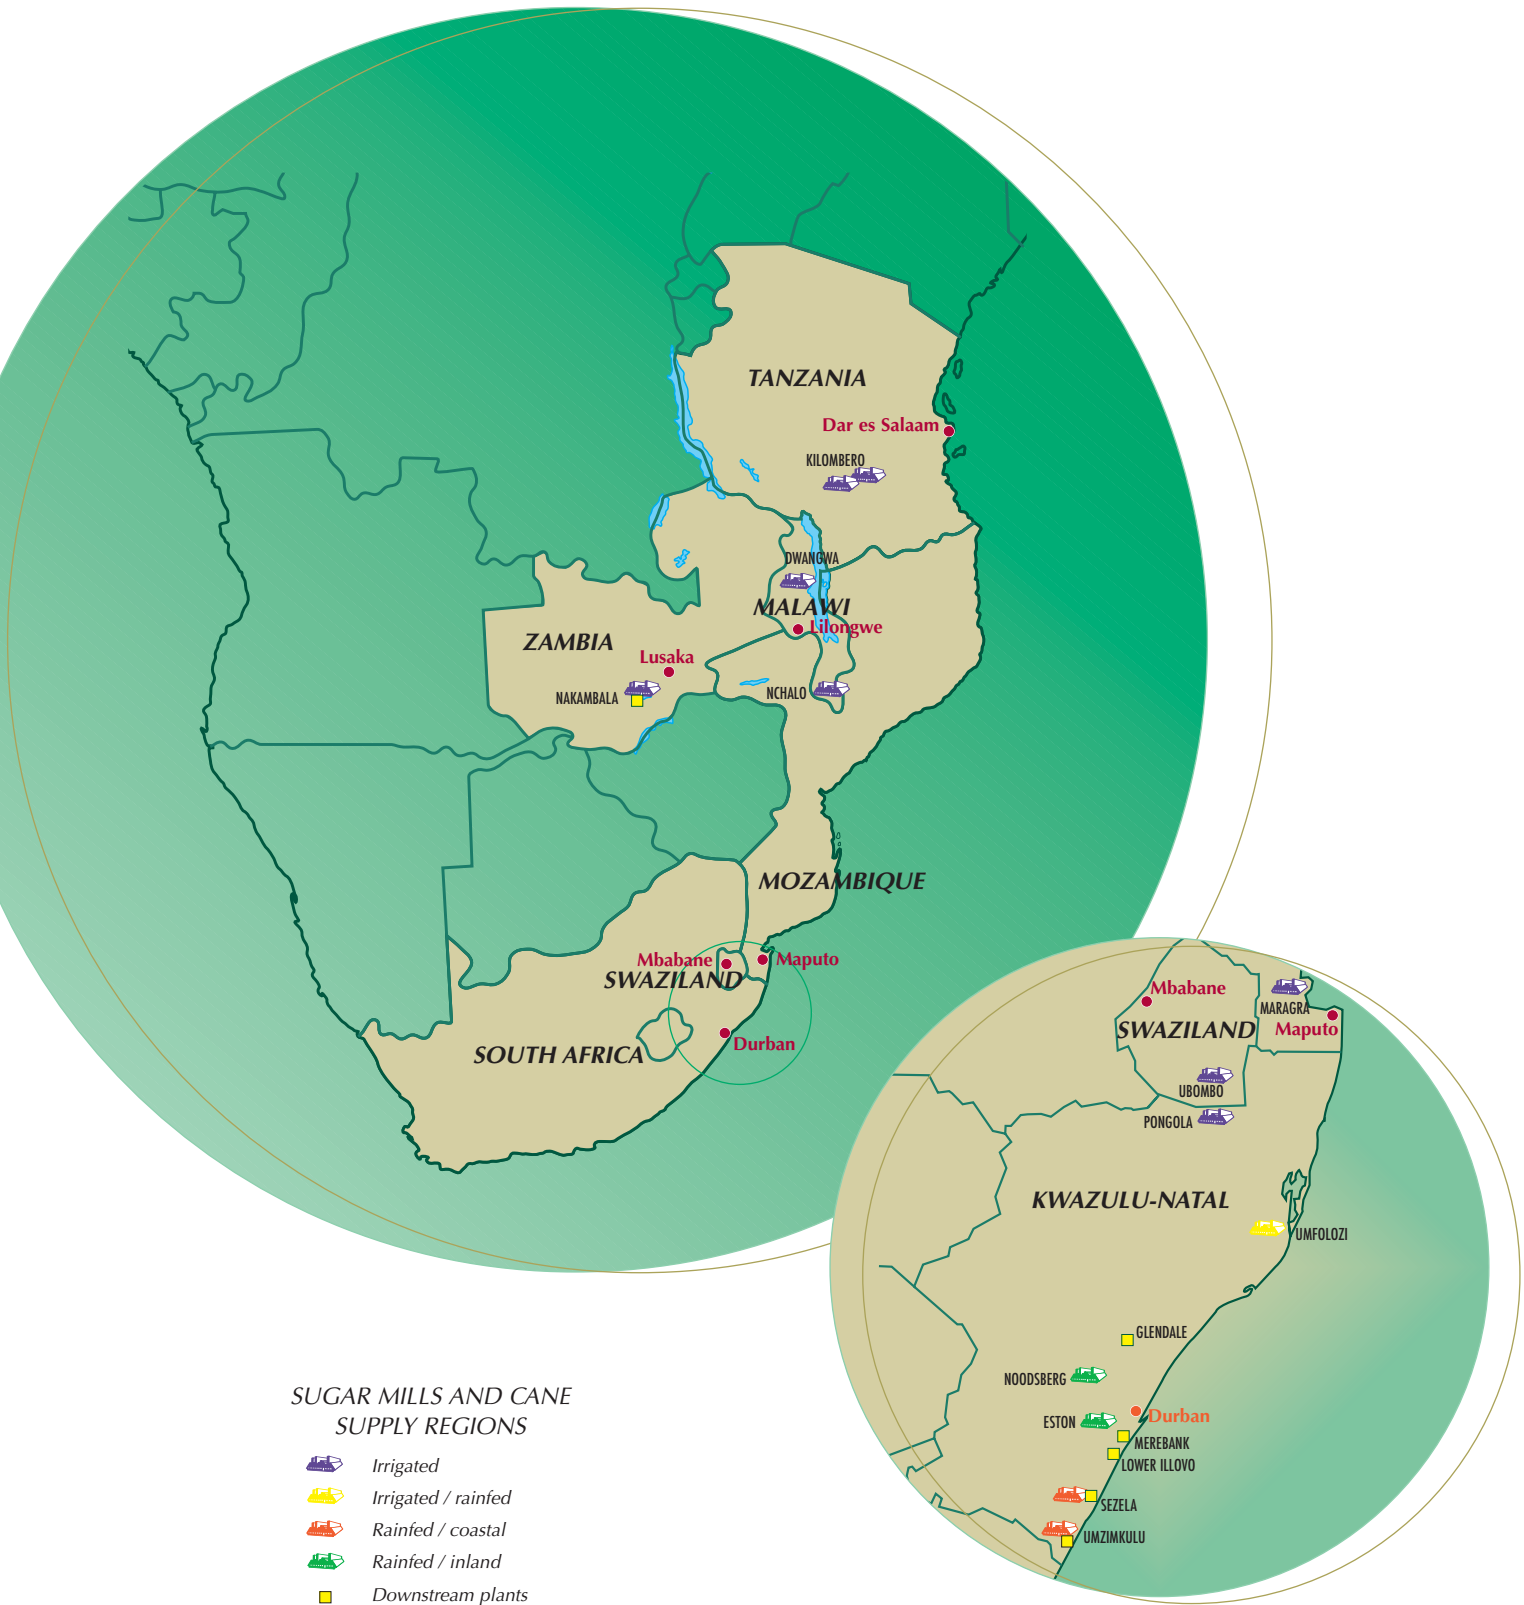 TANZANIA
Dar es Salaam
KILOMBERO
DWANGWA
MALAWI
Lilongwe
ZAMBIA
Lusaka
NAKAMBALA
NCHALO
MOZAMBIQUE
Mbabane
Maputo
SWAZILAND
SOUTH AFRICA
Durban
Mbabane
MARAGRA
SWAZILAND
Maputo
UBOMBO
PONGOLA
KWAZULU-NATAL
UMFOLOZI
GLENDALE
NOODSBERG
Durban
ESTON
MEREBANK
LOWER ILLOVO
SEZELA
UMZIMKULU
SUGAR MILLS AND CANE
SUPPLY REGIONS
Irrigated
Irrigated / rainfed
Rainfed / coastal
Rainfed / inland
Downstream plants